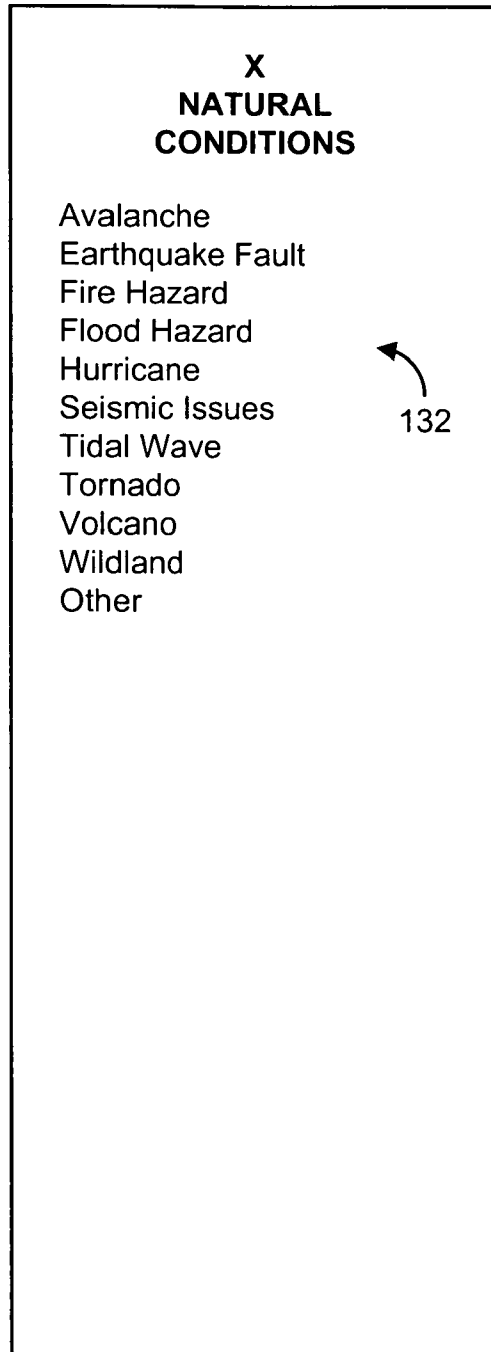 X
NATURAL
CONDITIONS
Avalanche
Earthquake Fault
Fire Hazard
Flood Hazard
Hurricane
Seismic Issues
132
Tidal Wave
Tornado
Volcano
Wildland
Other